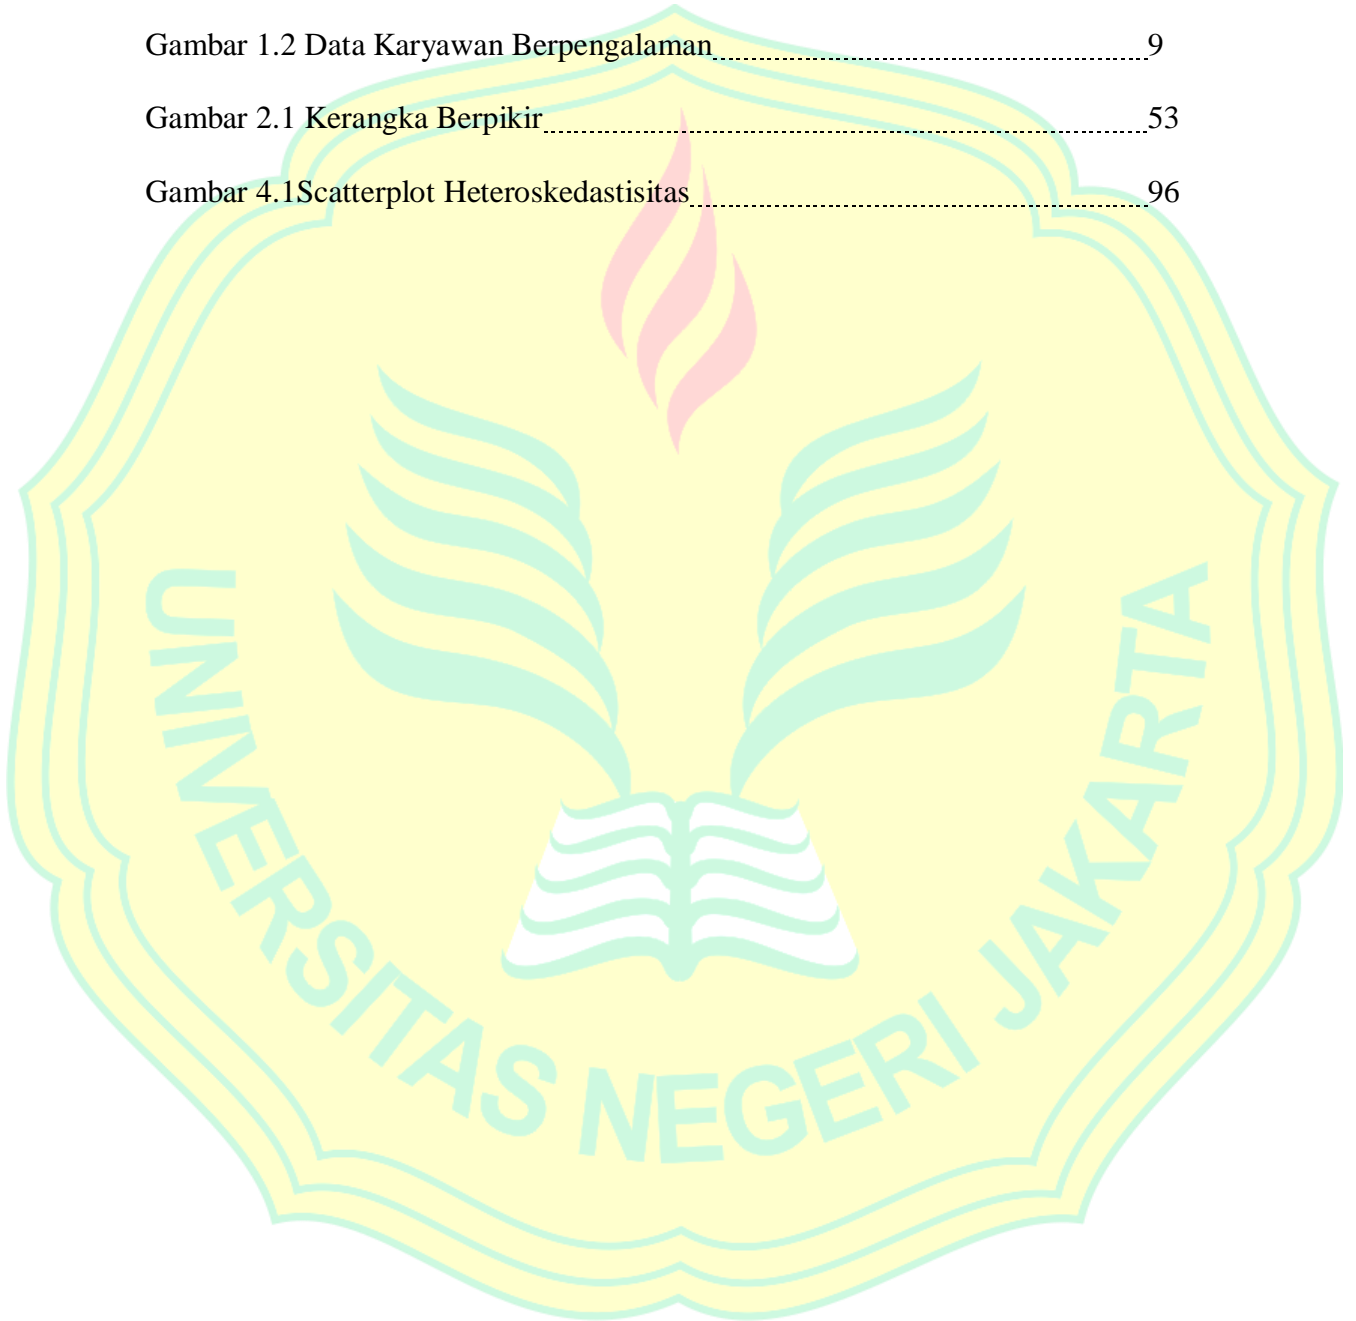 Gambar 1.2 Data Karyawan Berpengalaman 9
Gambar 2.1 Kerangka Berpikir 53
Gambar 4.1Scatterplot Heteroskedastisitas 96
UNIVERSITAS NEGERI JAKARTA